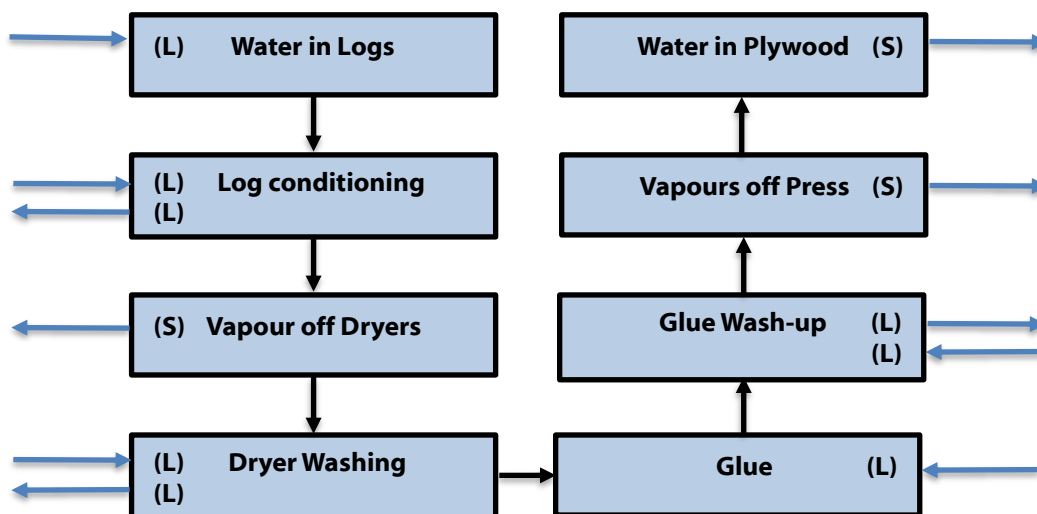 (L) Water in Logs
(L) Log conditioning
(L)
(S) Vapour off Dryers
(L) Dryer Washing
(L)
Water in Plywood (S)
Vapours off Press (S)
Glue Wash-up (L)
(L)
Glue (L)